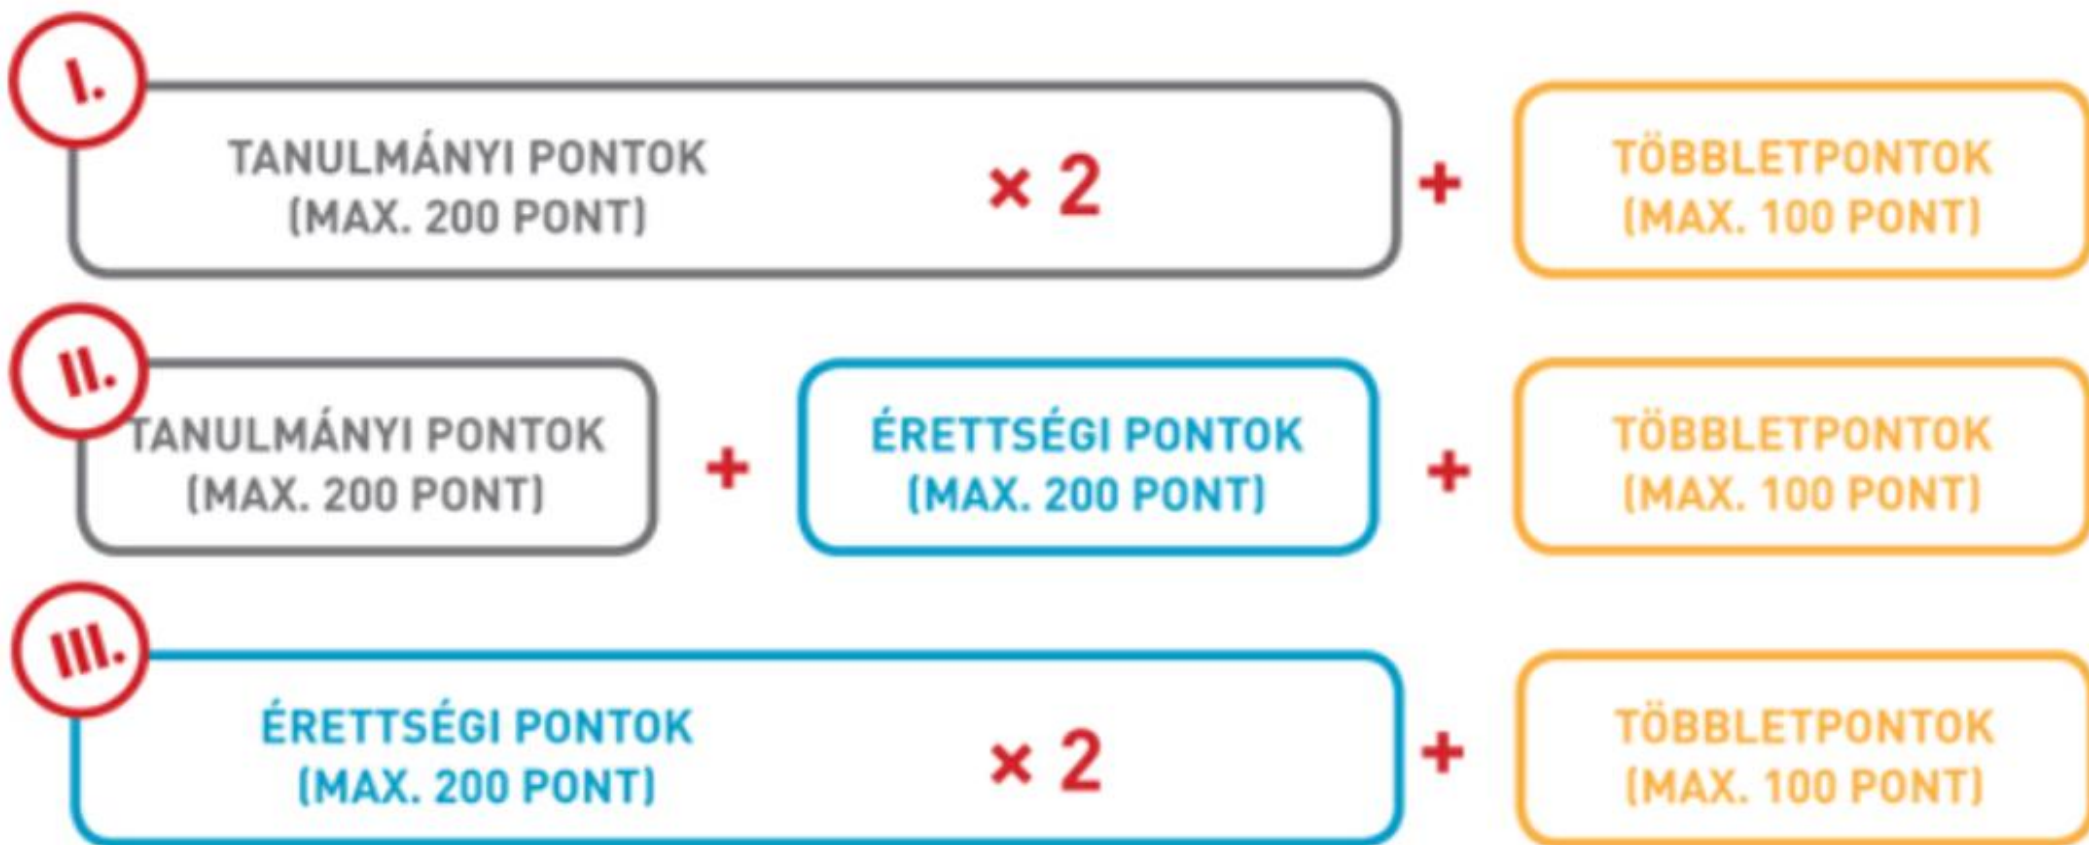 I.
TANULMÁNYI PONTOK
(MAX. 200 PONT)
× 2
+
TÖBBLETPONTOK
(MAX. 100 PONT)
II.
TANULMÁNYI PONTOK
(MAX. 200 PONT)
+
ÉRETTSÉGI PONTOK
(MAX. 200 PONT)
+
TÖBBLETPONTOK
(MAX. 100 PONT)
III.
ÉRETTSÉGI PONTOK
(MAX. 200 PONT)
× 2
+
TÖBBLETPONTOK
(MAX. 100 PONT)